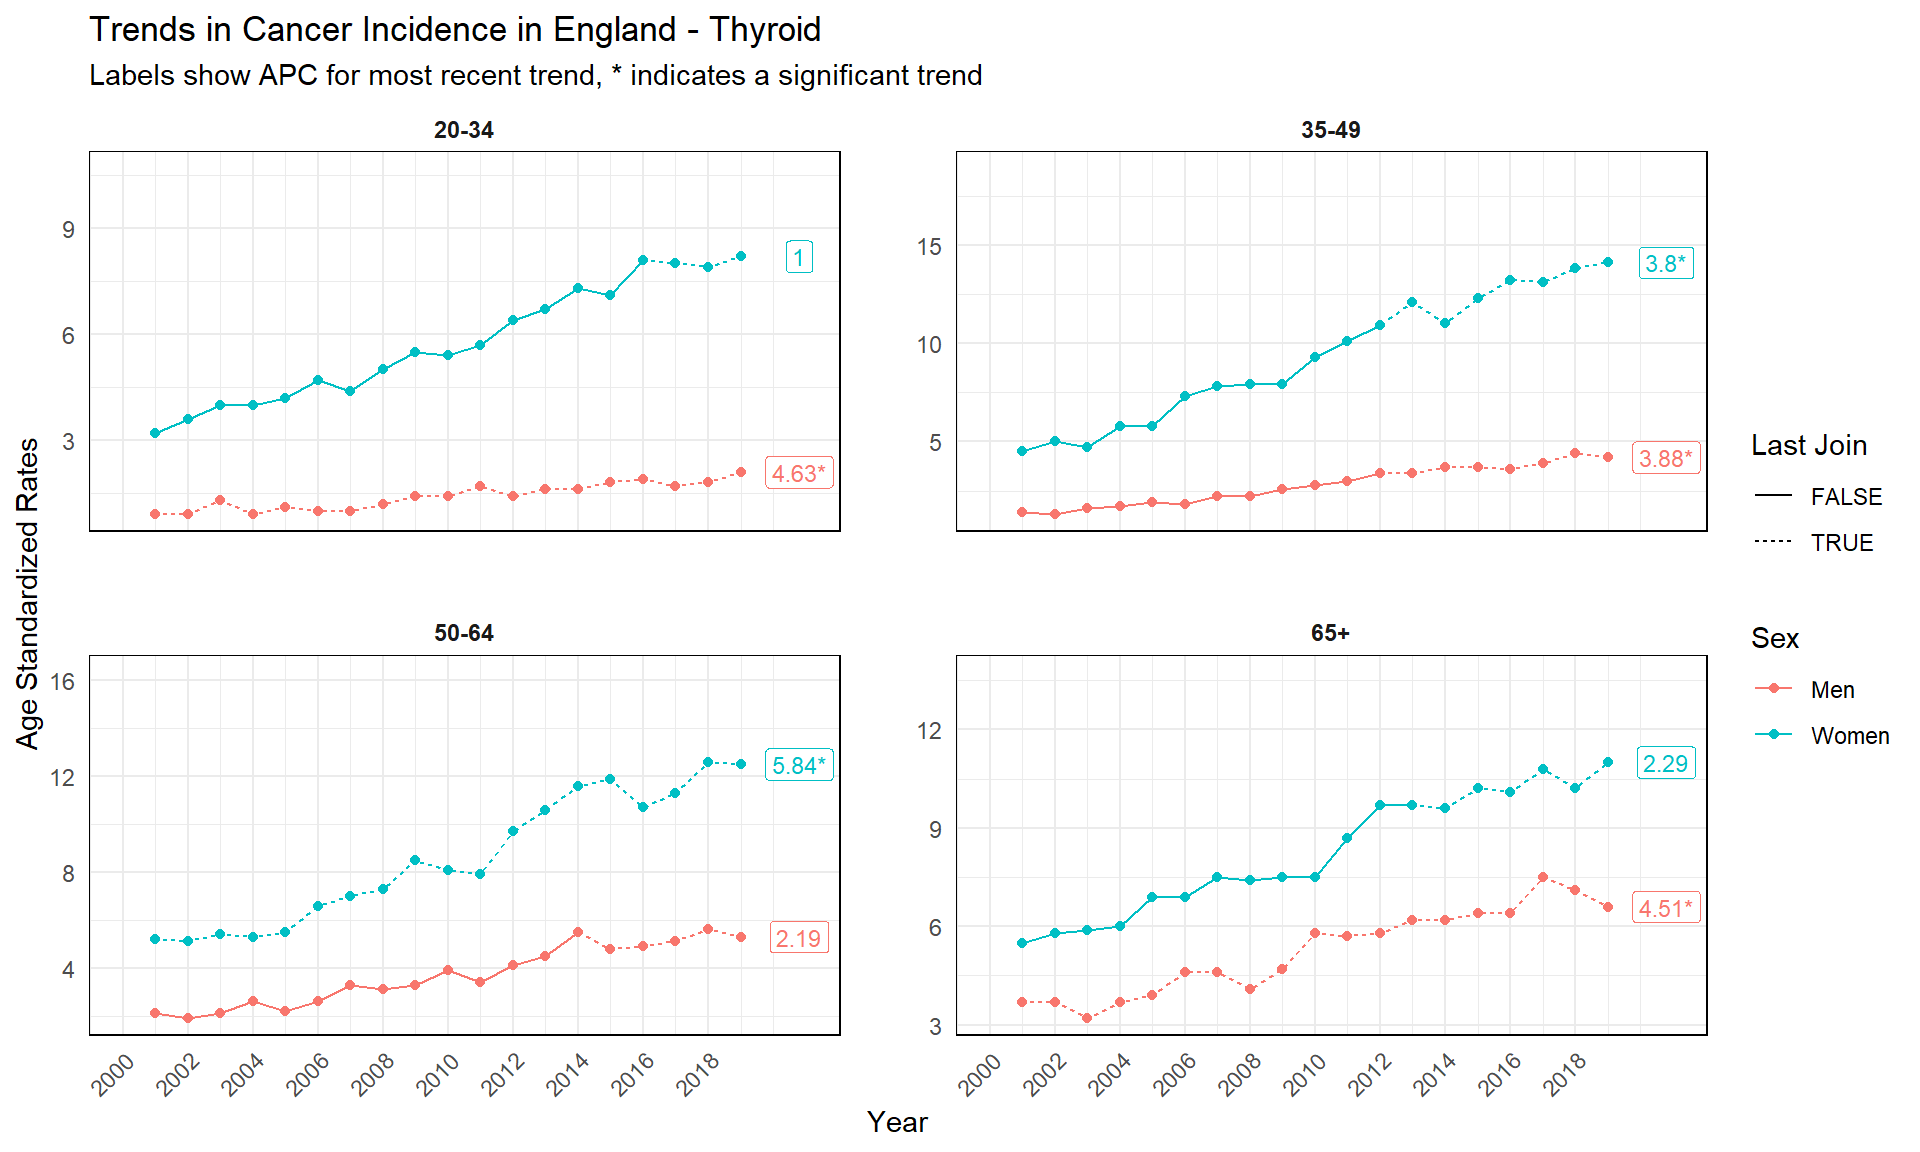 Trends in Cancer Incidence in England - Thyroid
Labels show APC for most recent trend, * indicates a significant trend
20-34
35-49
9
6
3
1
4.63*
15
10
5
3.8*
3.88*
50-64
65+
16
12
8
4
5.84*
2.19
12
9
6
3
2.29
4.51*
2000 2002 2004 2006 2008 2010 2012 2014 2016 2018
2000 2002 2004 2006 2008 2010 2012 2014 2016 2018
Age Standardized Rates
Year
Last Join
FALSE
TRUE
Sex
Men
Women